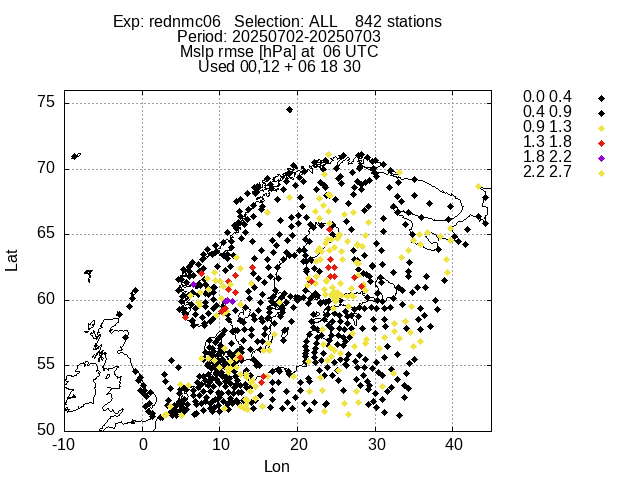 Exp: rednmc06 Selection: ALL 842 stations
Period: 20250702-20250703
Mslp rmse [hPa] at 06 UTC
Used 00,12 + 06 18 30
0.0 0.4
0.4 0.9
0.9 1.3
1.3 1.8
1.8 2.2
2.2 2.7
75
70
65
60
55
50
Lat
-10 0 10 20 30 40
Lon